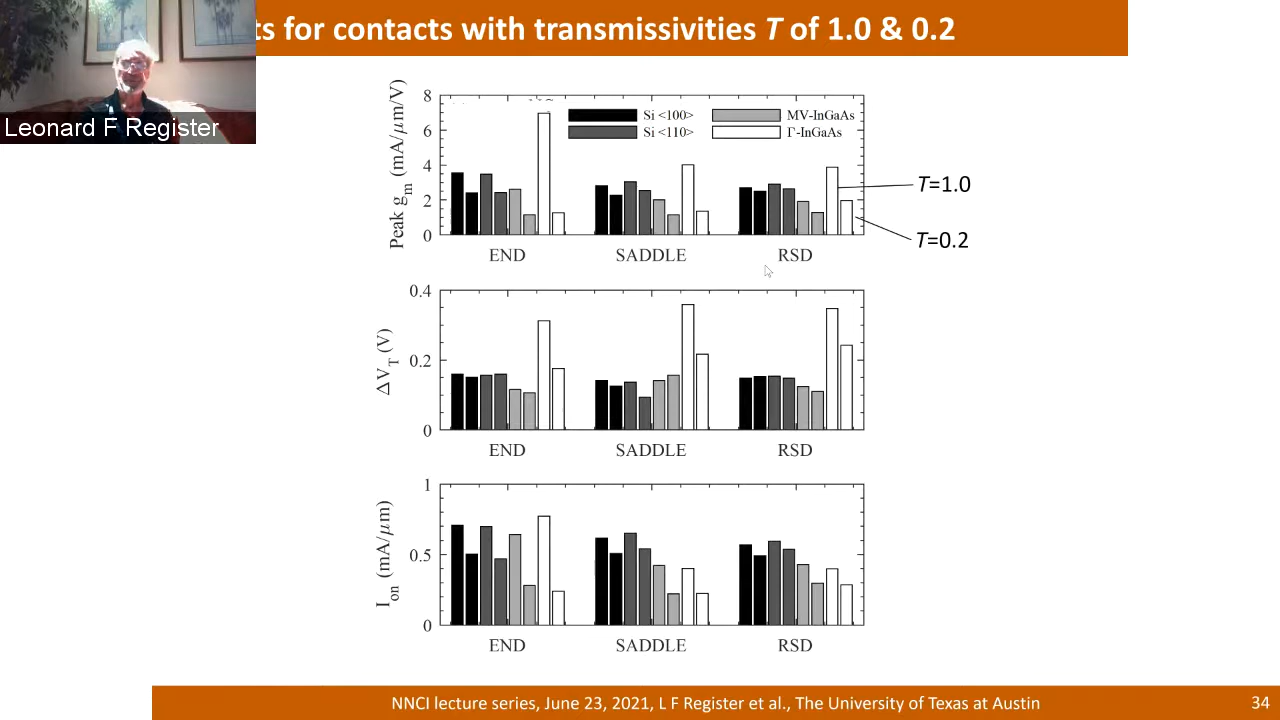 ts for contacts with transmissivities T of 1.0 & 0.2
Leonard F Register
Peak gm (mA/μm/V)
8
6
4
2
0
Si <100>
MV-InGaAs
Si <110>
Γ-InGaAs
T=1.0
T=0.2
END
SADDLE
RSD
ΔVT (V)
0.4
0.2
0
END
SADDLE
RSD
Ion (mA/μm)
1
0.5
0
END
SADDLE
RSD
NNCI lecture series, June 23, 2021, L F Register et al., The University of Texas at Austin
34